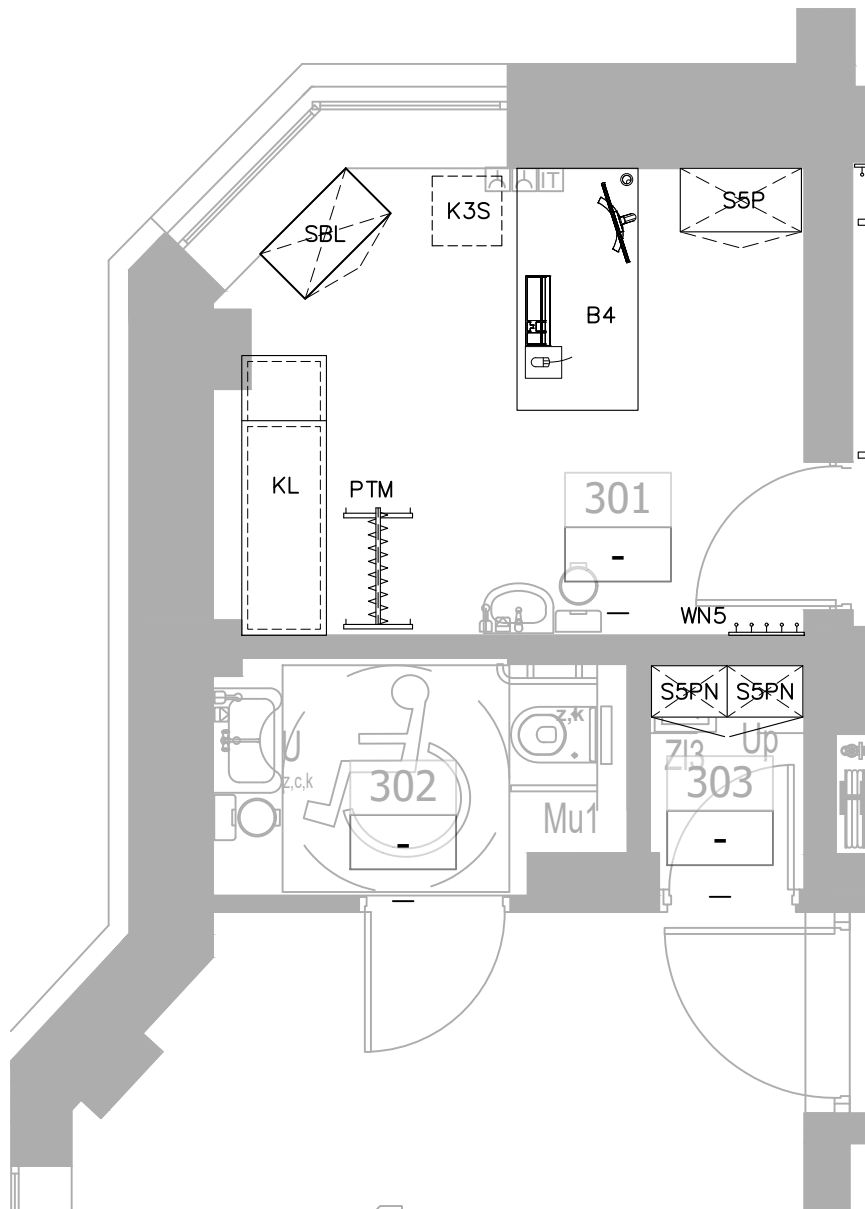 IT
S5P
K3S
SBL
B4
KL
PTM
301
-
WN5
S5PN
S5PN
z,k
U
Zl3
Up
z,c,k
302
303
Mu1
-
-